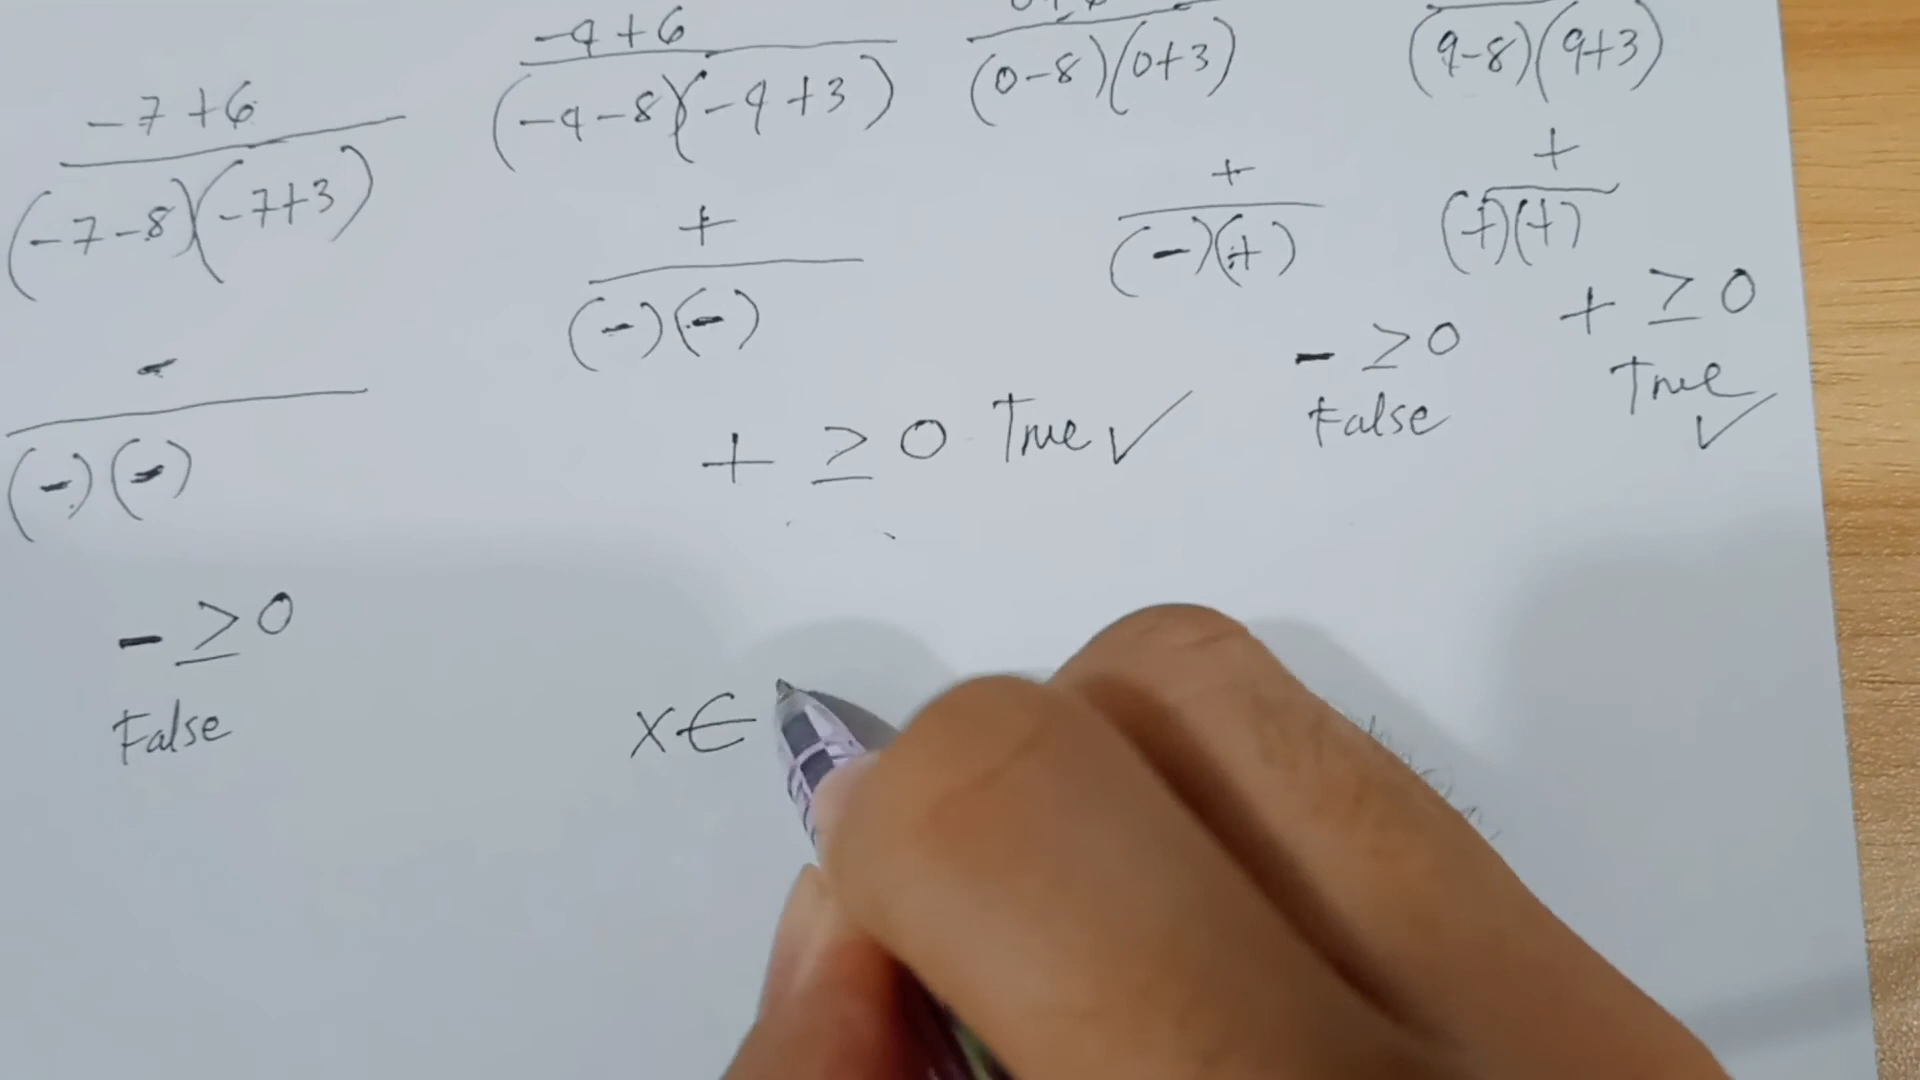 -7+6
(-7-8)(-7+3)
-
(-)(-)
- ≥ 0
False
-4+6
(-4-8)(-4+3)
+
(-)(-)
+ ≥ 0 True ✓
(0-8)(0+3)
+
(-)(+)
- ≥ 0
False
(9-8)(9+3)
+
(+)(+)
+ ≥ 0
True
✓
x∈